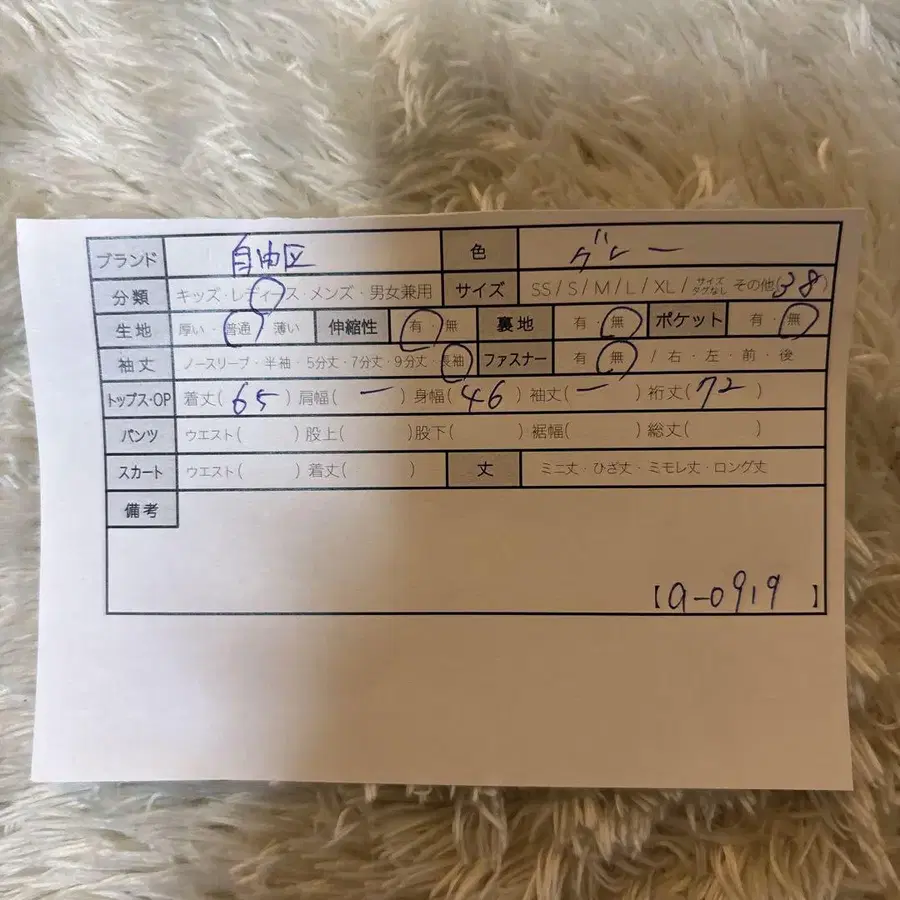 ブランド 自由区 色 グレー
分類 キッズ・レディース・メンズ・男女兼用 サイズ SS / S / M / L / XL / サイズタグなし その他(38)
生地 厚い・普通・薄い 伸縮性 有・無 裏地 有・無 ポケット 有・無
袖丈 ノースリーブ・半袖・5分丈・7分丈・9分丈・長袖 ファスナー 有・無 / 右・左・前・後
トップス・OP 着丈(65) 肩幅(ー) 身幅(46) 袖丈(ー) 裄丈(72)
パンツ ウエスト( ) 股上( ) 股下( ) 裾幅( ) 総丈( )
スカート ウエスト( ) 着丈( ) 丈 ミニ丈・ひざ丈・ミモレ丈・ロング丈
備考
【a-0919】